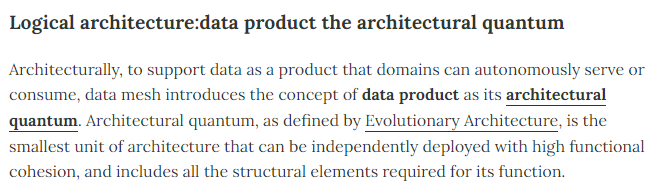 Logical architecture:data product the architectural quantum
Architecturally, to support data as a product that domains can autonomously serve or
consume, data mesh introduces the concept of data product as its architectural
quantum. Architectural quantum, as defined by Evolutionary Architecture, is the
smallest unit of architecture that can be independently deployed with high functional
cohesion, and includes all the structural elements required for its function.